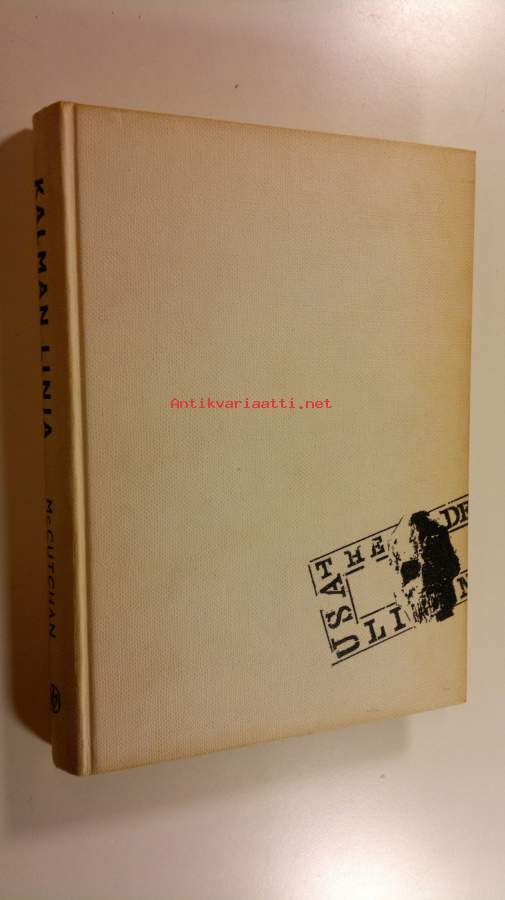 KALMAN LINJA
McCUTCHAN
Antikvariaatti.net
USA THE DE
LI N